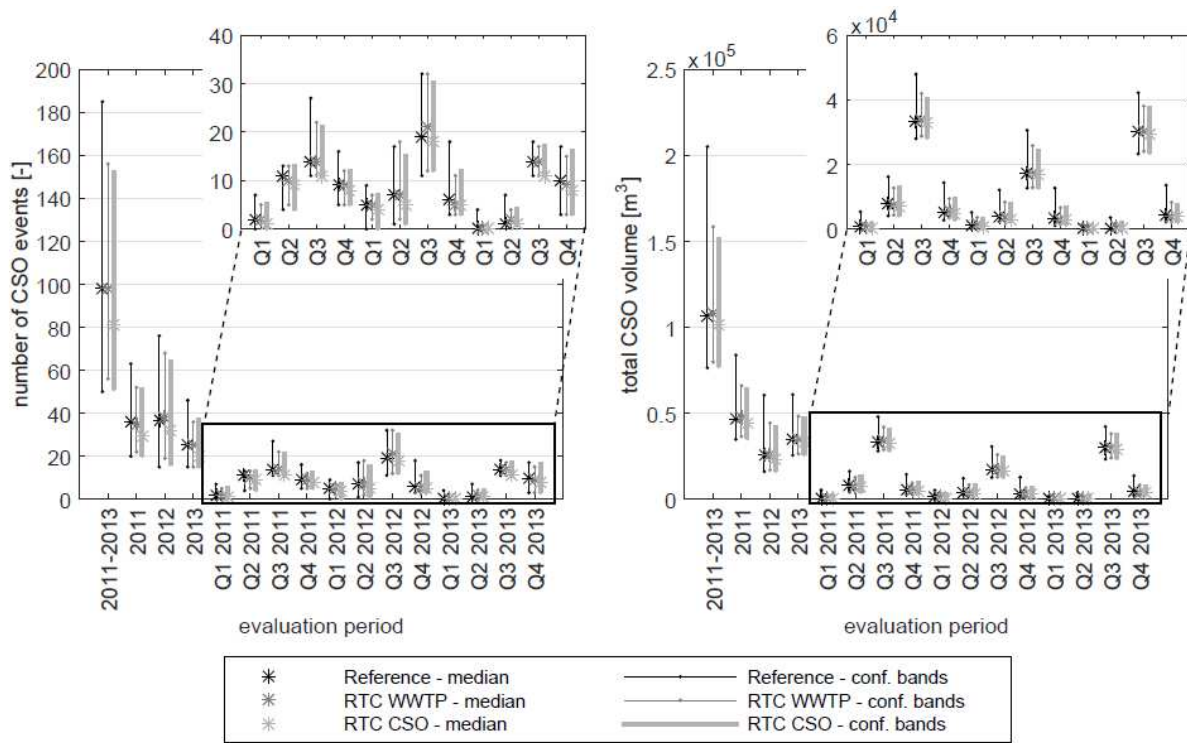 number of CSO events [-]
200
180
160
140
120
100
80
60
40
20
0
40
30
20
10
0
Q1
Q2
Q3
Q4
Q1
Q2
Q3
Q4
Q1
Q2
Q3
Q4
2011-2013
2011
2012
2013
Q1 2011
Q2 2011
Q3 2011
Q4 2011
Q1 2012
Q2 2012
Q3 2012
Q4 2012
Q1 2013
Q2 2013
Q3 2013
Q4 2013
evaluation period
total CSO volume [m³]
× 10⁵
2.5
2
1.5
1
0.5
0
× 10⁴
6
4
2
0
Q1
Q2
Q3
Q4
Q1
Q2
Q3
Q4
Q1
Q2
Q3
Q4
2011-2013
2011
2012
2013
Q1 2011
Q2 2011
Q3 2011
Q4 2011
Q1 2012
Q2 2012
Q3 2012
Q4 2012
Q1 2013
Q2 2013
Q3 2013
Q4 2013
evaluation period
Reference - median
RTC WWTP - median
RTC CSO - median
Reference - conf. bands
RTC WWTP - conf. bands
RTC CSO - conf. bands